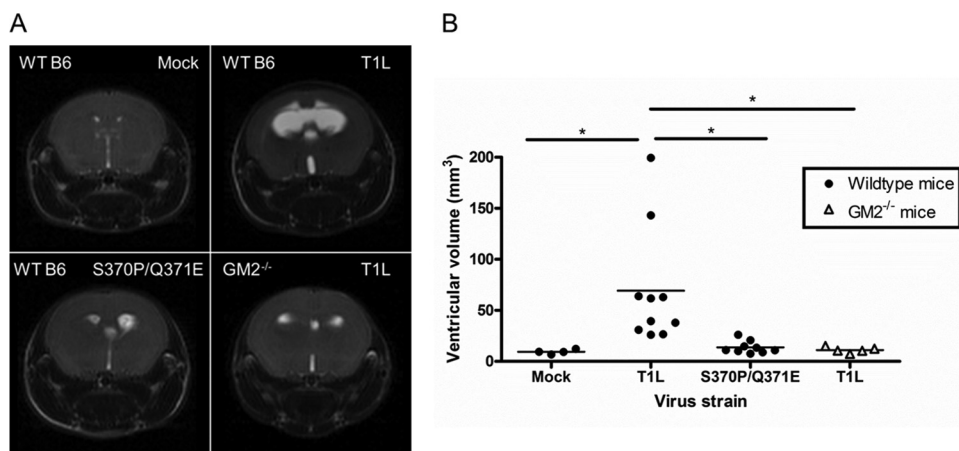 A
WT B6 Mock
WT B6 T1L
WT B6 S370P/Q371E
GM2-/- T1L
B
*
* *
200
150
100
50
0
Ventricular volume (mm3)
Mock T1L S370P/Q371E T1L
Virus strain
Wildtype mice
GM2-/- mice